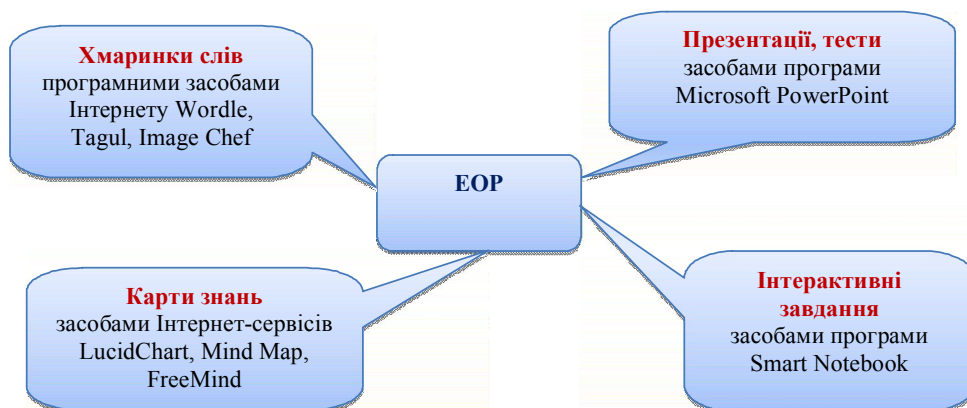 Хмаринки слів
програмними засобами
Інтернету Wordle,
Tagul, Image Chef
Презентації, тести
засобами програми
Microsoft PowerPoint
ЕОР
Карти знань
засобами Інтернет-сервісів
LucidChart, Mind Map,
FreeMind
Інтерактивні
завдання
засобами програми
Smart Notebook